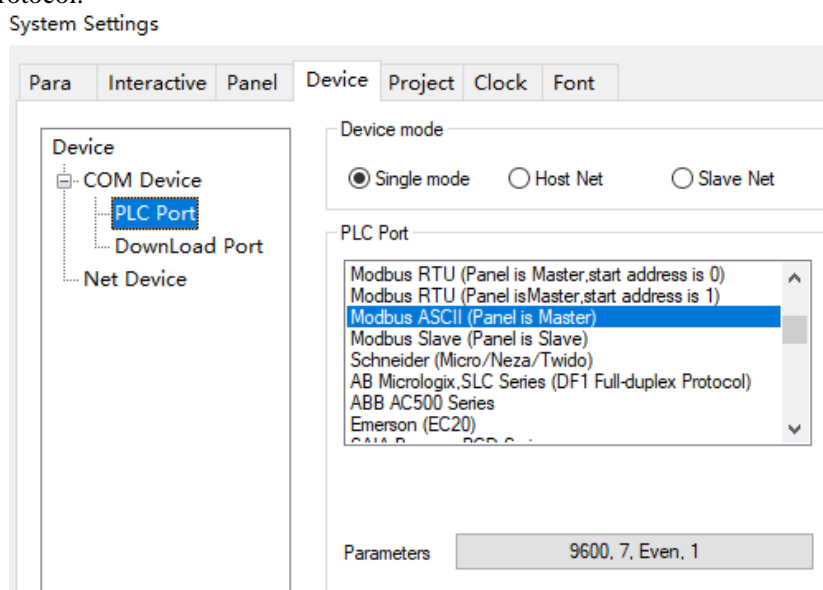 rotocol.
System Settings
Para Interactive Panel Device Project Clock Font
Device
COM Device
PLC Port
DownLoad Port
Net Device
Device mode
Single mode Host Net Slave Net
PLC Port
Modbus RTU (Panel is Master,start address is 0)
Modbus RTU (Panel isMaster,start address is 1)
Modbus ASCII (Panel is Master)
Modbus Slave (Panel is Slave)
Schneider (Micro/Neza/Twido)
AB Micrologix,SLC Series (DF1 Full-duplex Protocol)
ABB AC500 Series
Emerson (EC20)
Parameters 9600, 7, Even, 1